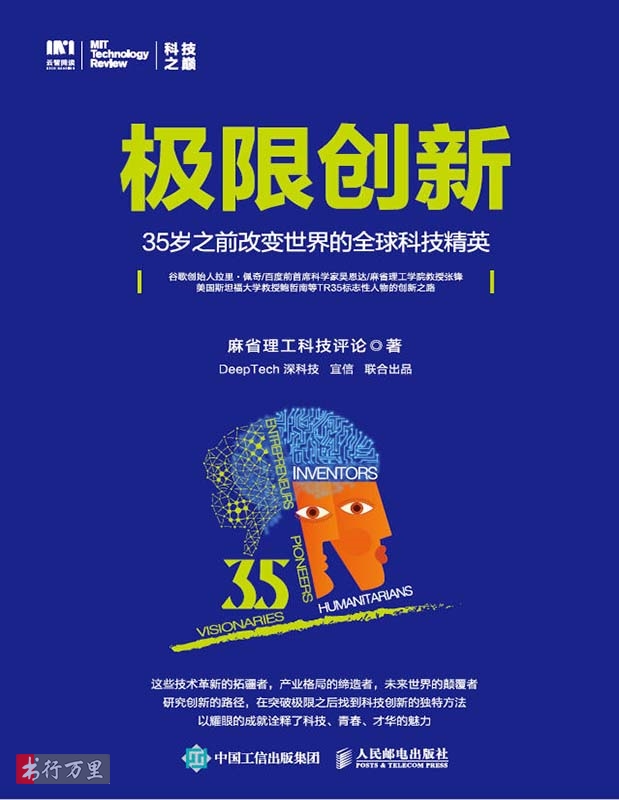 云智阅读
MIT
Technology
Review
科技
之巅
极限创新
35岁之前改变世界的全球科技精英
谷歌创始人拉里·佩奇/百度前首席科学家吴恩达/麻省理工学院教授张锋
美国斯坦福大学教授鲍哲南等TR35标志性人物的创新之路
麻省理工科技评论◎著
DeepTech 深科技 宜信 联合出品
ENTREPRENEURS
INVENTORS
PIONEERS
35
HUMANITARIANS
VISIONARIES
这些技术革新的拓疆者，产业格局的缔造者，未来世界的颠覆者
研究创新的路径，在突破极限之后找到科技创新的独特方法
以耀眼的成就诠释了科技、青春、才华的魅力
中国工信出版集团
人民邮电出版社
POSTS & TELECOM PRESS
书行万里